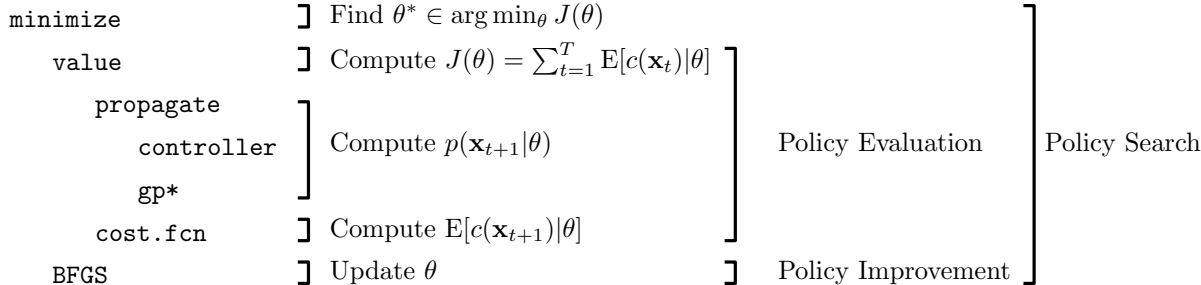 minimize Find θ* ∈ arg min_θ J(θ)
value Compute J(θ) = ∑_{t=1}^{T} E[c(x_t)|θ]
propagate
controller Compute p(x_{t+1}|θ) Policy Evaluation Policy Search
gp*
cost.fcn Compute E[c(x_{t+1})|θ]
BFGS Update θ Policy Improvement